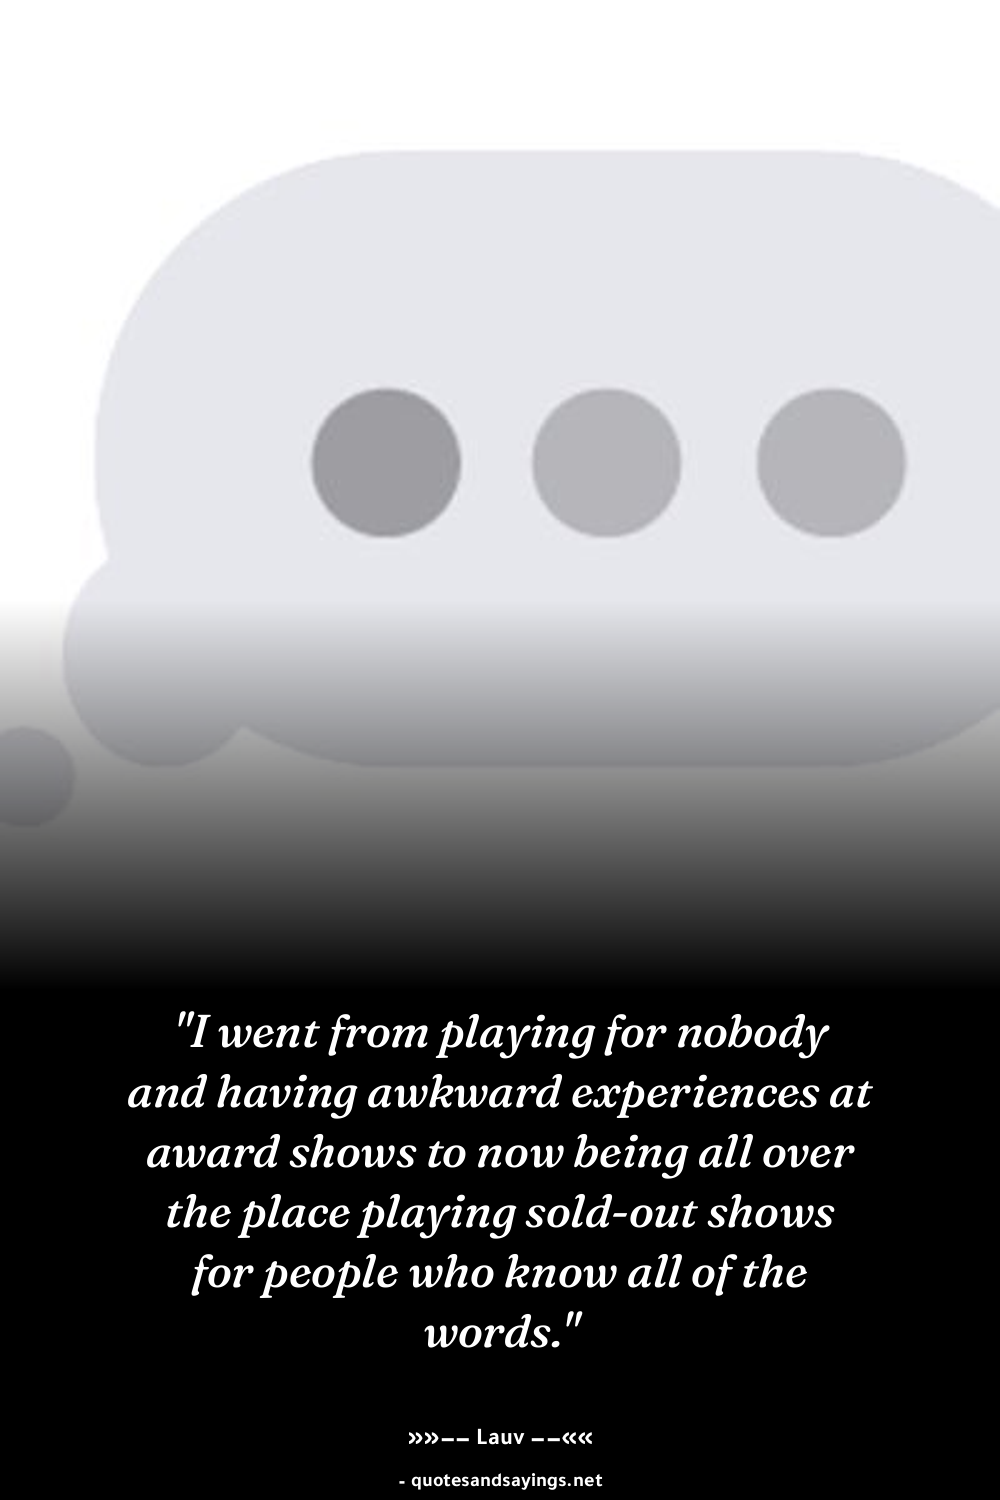 "I went from playing for nobody
and having awkward experiences at
award shows to now being all over
the place playing sold-out shows
for people who know all of the
words."
»»–– Lauv ––««
- quotesandsayings.net